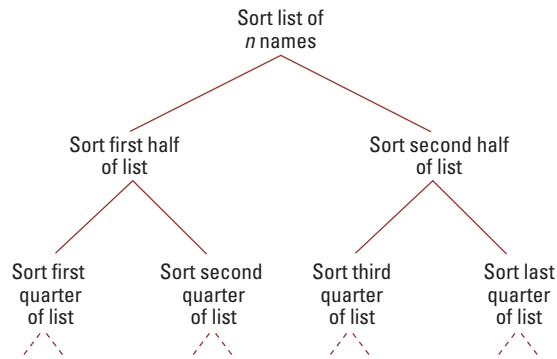 Sort list of
n names
Sort first half
of list
Sort second half
of list
Sort first
quarter
of list
Sort second
quarter
of list
Sort third
quarter
of list
Sort last
quarter
of list